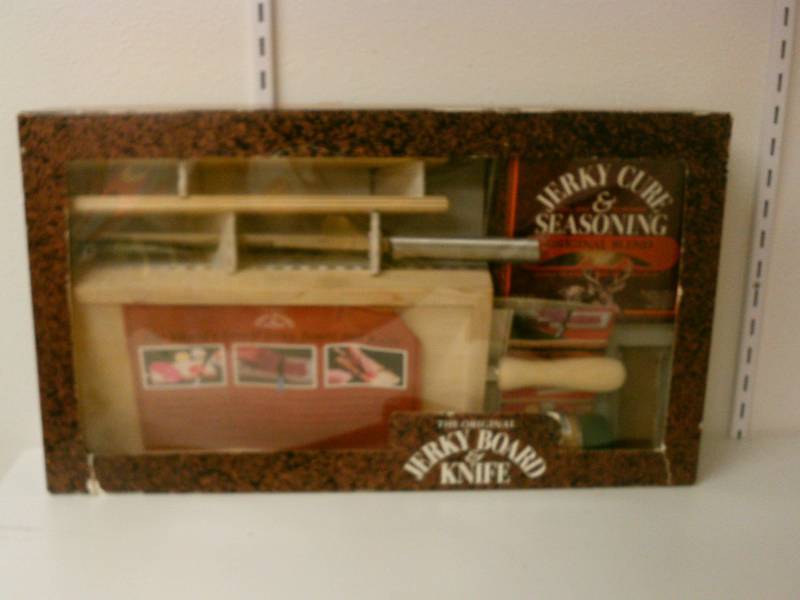 JERKY CURE
&
SEASONING
ORIGINAL BLEND
THE ORIGINAL
JERKY BOARD
&
KNIFE